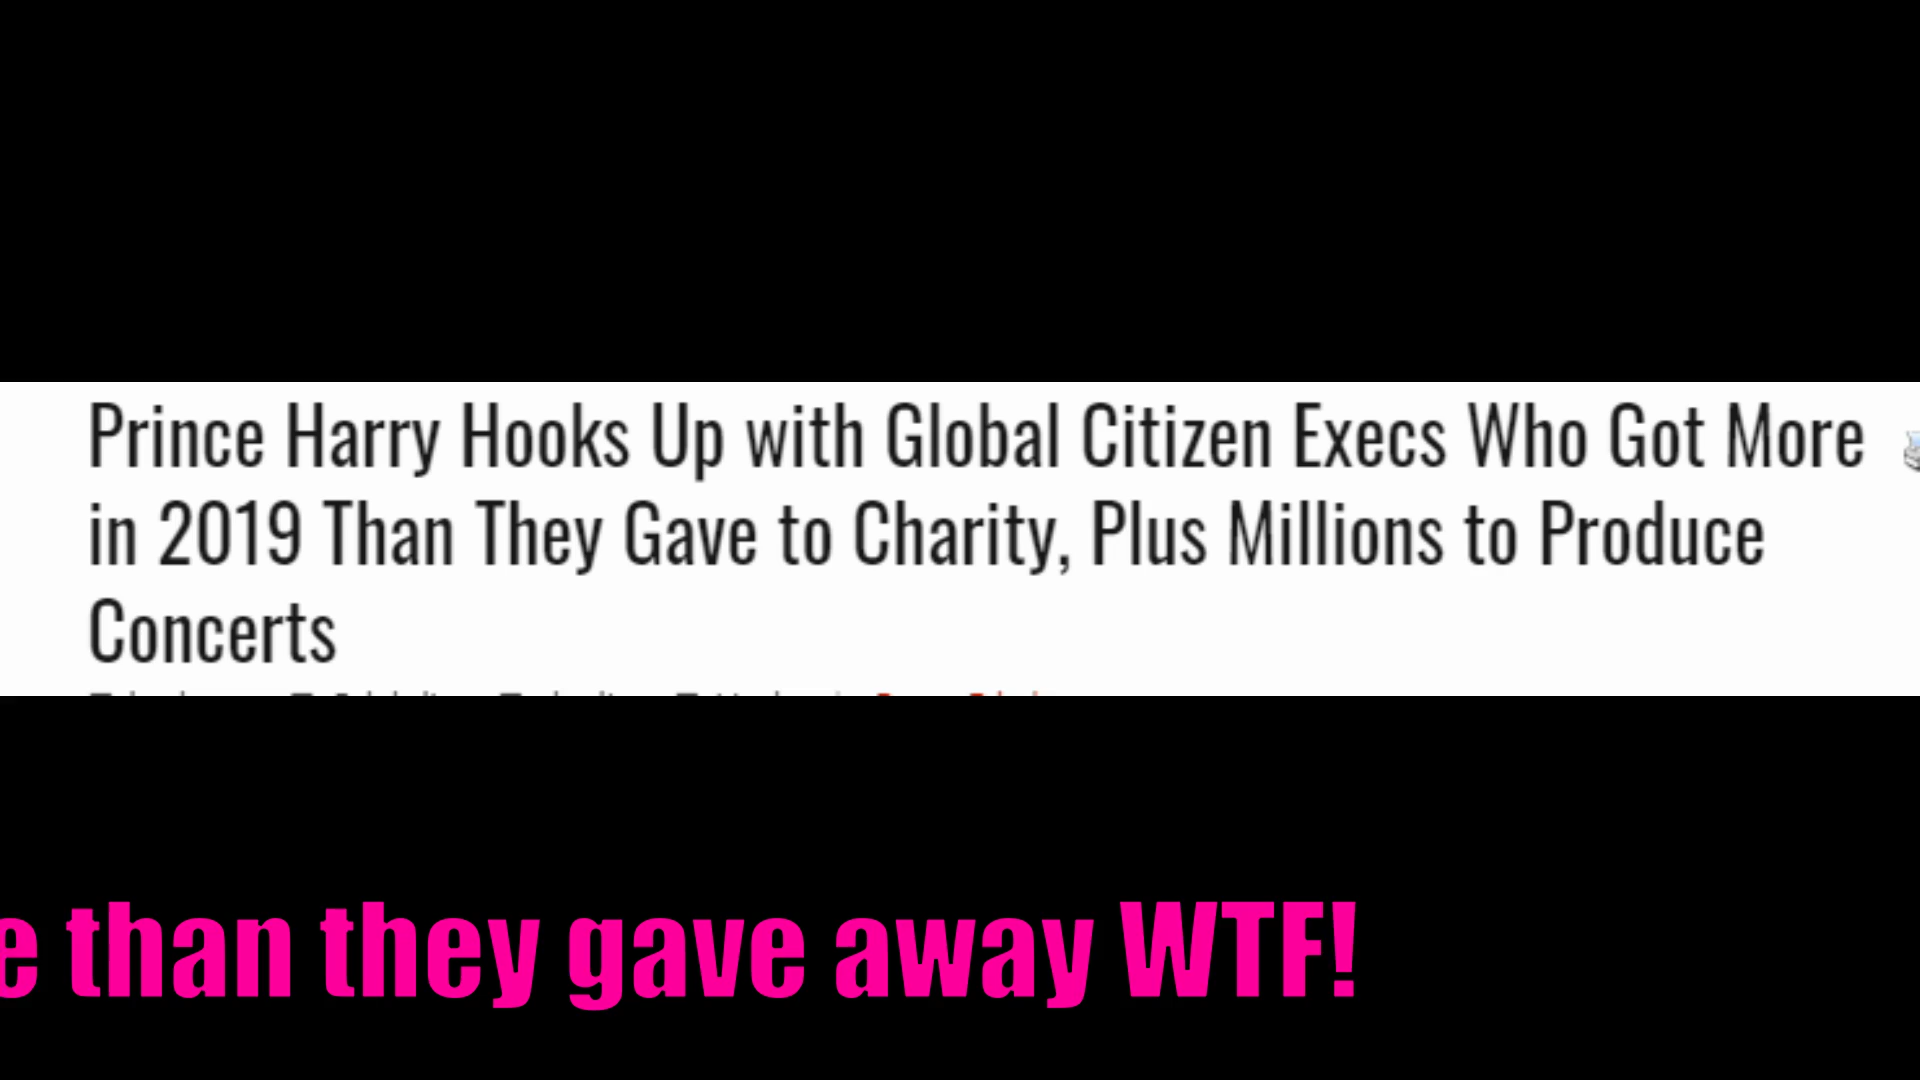 Prince Harry Hooks Up with Global Citizen Execs Who Got More
in 2019 Than They Gave to Charity, Plus Millions to Produce
Concerts
than they gave away WTF!